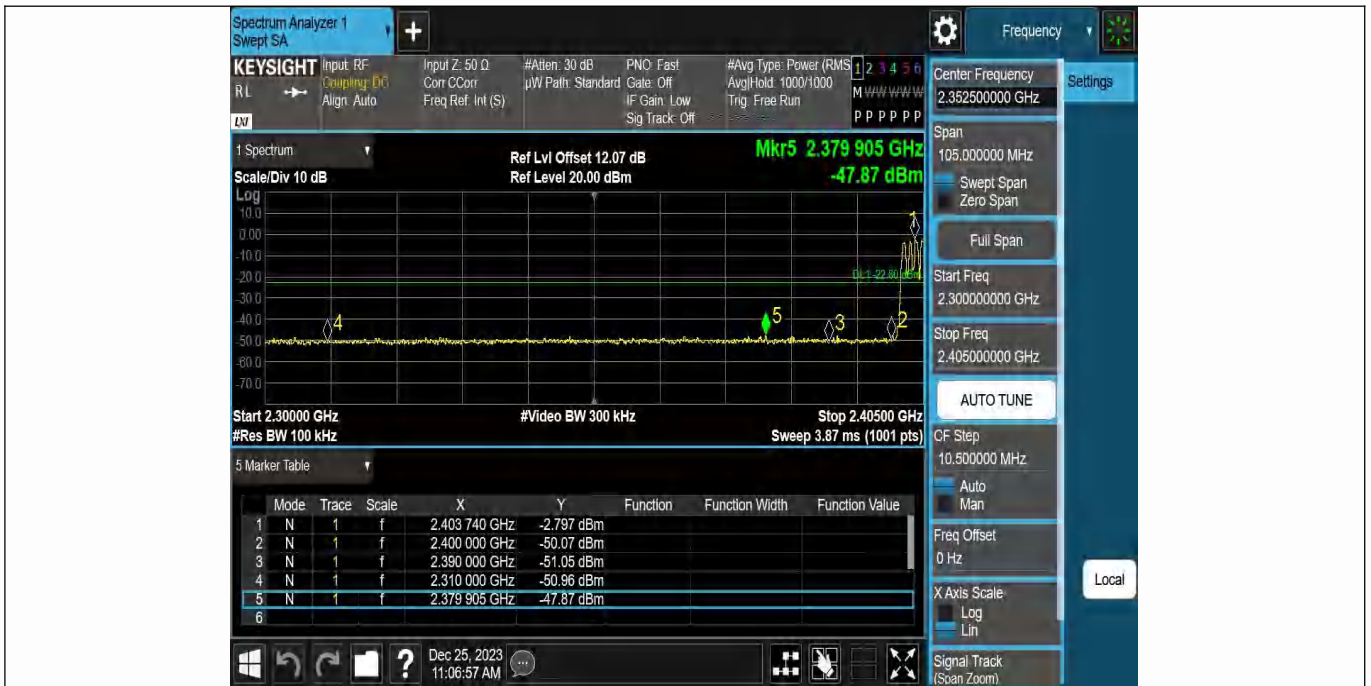 Spectrum Analyzer 1
Swept SA
+
Frequency
KEYSIGHT
RL
LXI
Input: RF
Coupling: DC
Align: Auto
Input Z: 50 Ω
Corr CCorr
Freq Ref: Int (S)
#Atten: 30 dB
µW Path: Standard
PNO: Fast
Gate: Off
IF Gain: Low
Sig Track: Off
#Avg Type: Power (RMS
Avg|Hold: 1000/1000
Trig: Free Run
1 2 3 4 5 6
M W W W W W
P P P P P P
1 Spectrum
Scale/Div 10 dB
Ref Lvl Offset 12.07 dB
Ref Level 20.00 dBm
Mkr5 2.379 905 GHz
-47.87 dBm
Log
10.0
0.00
-10.0
-20.0
-30.0
-40.0
-50.0
-60.0
-70.0
1
DL1 -22.80 dBm
4
5
3
2
Start 2.30000 GHz
#Video BW 300 kHz
Stop 2.40500 GHz
#Res BW 100 kHz
Sweep 3.87 ms (1001 pts)
5 Marker Table
Mode Trace Scale X Y Function Function Width Function Value
1 N 1 f 2.403 740 GHz -2.797 dBm
2 N 1 f 2.400 000 GHz -50.07 dBm
3 N 1 f 2.390 000 GHz -51.05 dBm
4 N 1 f 2.310 000 GHz -50.96 dBm
5 N 1 f 2.379 905 GHz -47.87 dBm
6
?
Dec 25, 2023
11:06:57 AM
Center Frequency
2.352500000 GHz
Settings
Span
105.000000 MHz
Swept Span
Zero Span
Full Span
Start Freq
2.300000000 GHz
Stop Freq
2.405000000 GHz
AUTO TUNE
CF Step
10.500000 MHz
Auto
Man
Freq Offset
0 Hz
X Axis Scale
Log
Lin
Local
Signal Track
(Span Zoom)